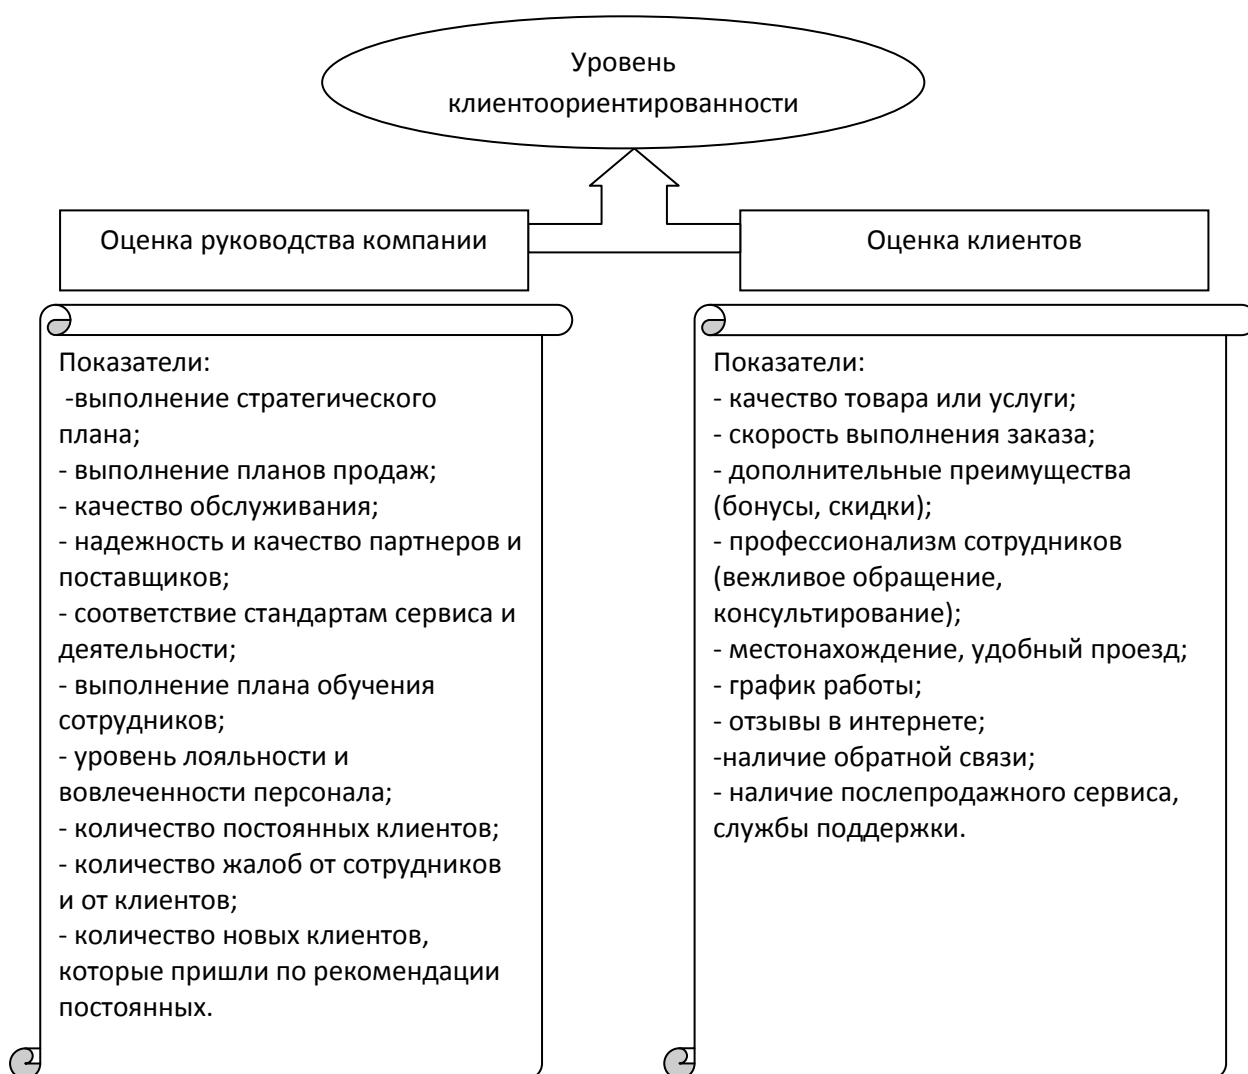 Уровень
клиентоориентированности
Оценка руководства компании
Оценка клиентов
Показатели:
-выполнение стратегического
плана;
- выполнение планов продаж;
- качество обслуживания;
- надежность и качество партнеров и
поставщиков;
- соответствие стандартам сервиса и
деятельности;
- выполнение плана обучения
сотрудников;
- уровень лояльности и
вовлеченности персонала;
- количество постоянных клиентов;
- количество жалоб от сотрудников
и от клиентов;
- количество новых клиентов,
которые пришли по рекомендации
постоянных.
Показатели:
- качество товара или услуги;
- скорость выполнения заказа;
- дополнительные преимущества
(бонусы, скидки);
- профессионализм сотрудников
(вежливое обращение,
консультирование);
- местонахождение, удобный проезд;
- график работы;
- отзывы в интернете;
-наличие обратной связи;
- наличие послепродажного сервиса,
службы поддержки.